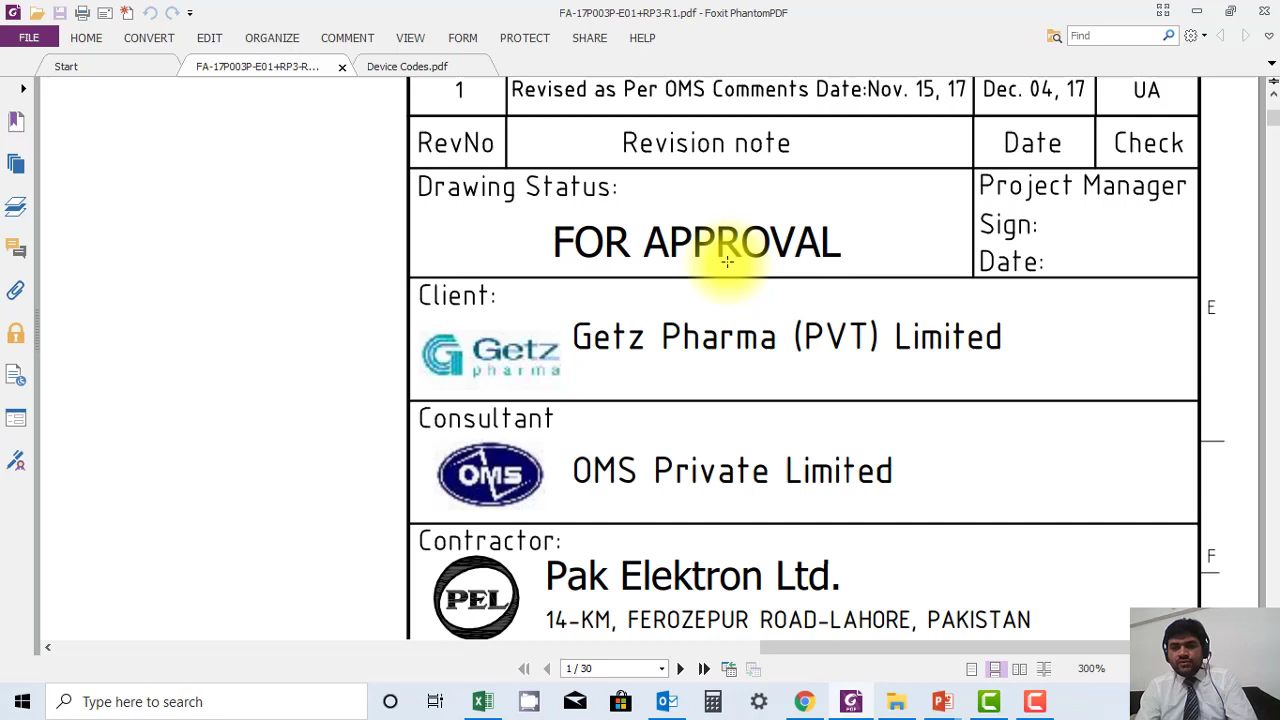 FA-17P003P-E01+RP3-R1.pdf - Foxit PhantomPDF
FILE HOME CONVERT EDIT ORGANIZE COMMENT VIEW FORM PROTECT SHARE HELP
Find
Start FA-17P003P-E01+RP3-R... Device Codes.pdf
1 Revised as Per OMS Comments Date:Nov. 15, 17 Dec. 04, 17 UA
RevNo Revision note Date Check
Drawing Status: Project Manager
Sign:
FOR APPROVAL
Date:
Client:
Getz Pharma (PVT) Limited
Getz
pharma
E
Consultant
OMS OMS Private Limited
Contractor:
F
Pak Elektron Ltd.
PEL
14-KM, FEROZEPUR ROAD-LAHORE, PAKISTAN
1 / 30 300%
Type here to search